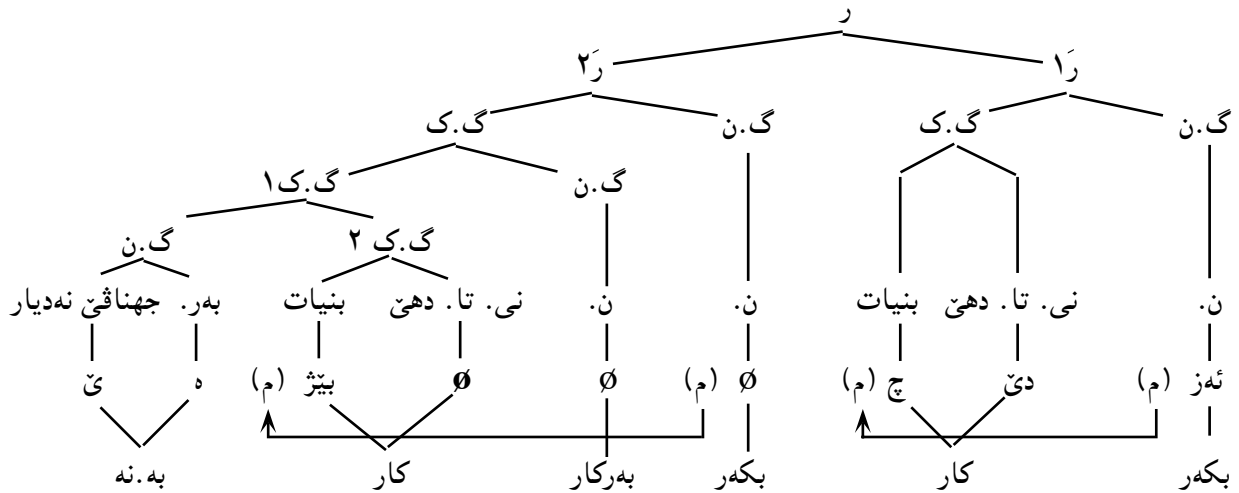 ر
رَ١ رَ٢
گ.ن گ.ک گ.ن گ.ک
گ.ن گ.ک١
گ.ک ٢ گ.ن
ن. نی. تا. دهێ بنیات ن. ن. نی. تا. دهێ بنیات بەر. جهناڤێ نەدیار
ئەز (م) دێ چ (م) Ø (م) Ø ø بێژ (م) ە ێ
بکەر کار بکەر بەرکار کار بە.نە